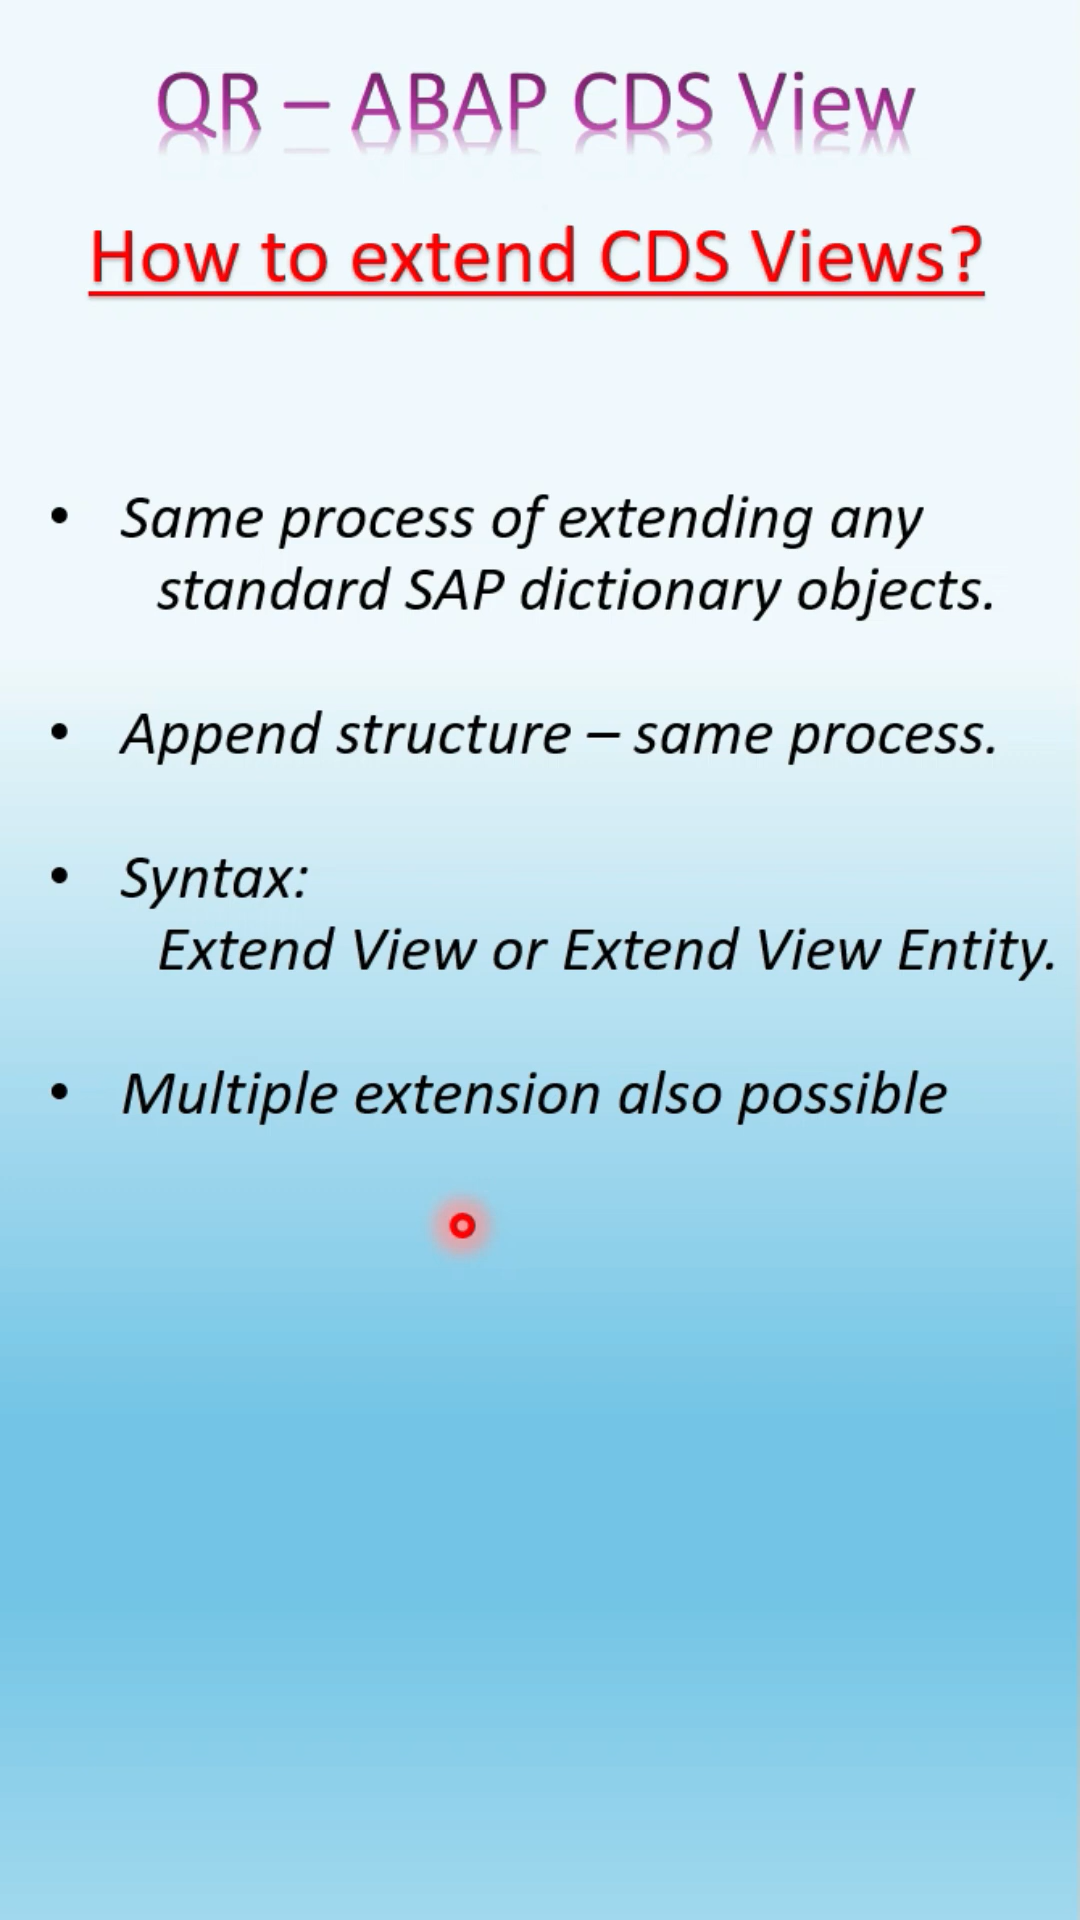 QR – ABAP CDS View
How to extend CDS Views?
• Same process of extending any
standard SAP dictionary objects.
• Append structure – same process.
• Syntax:
Extend View or Extend View Entity.
• Multiple extension also possible